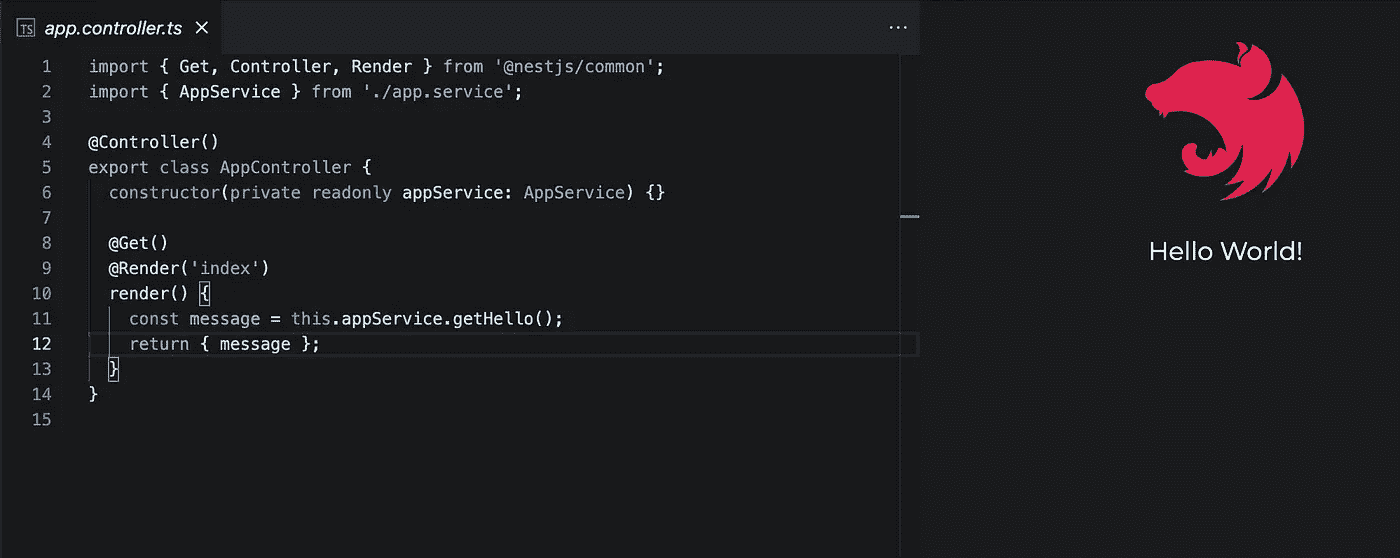 TS app.controller.ts ✕ ···
1 import { Get, Controller, Render } from '@nestjs/common';
2 import { AppService } from './app.service';
3
4 @Controller()
5 export class AppController {
6   constructor(private readonly appService: AppService) {}
7
8   @Get()
9   @Render('index')
10   render() {
11     const message = this.appService.getHello();
12     return { message };
13   }
14 }
15
Hello World!